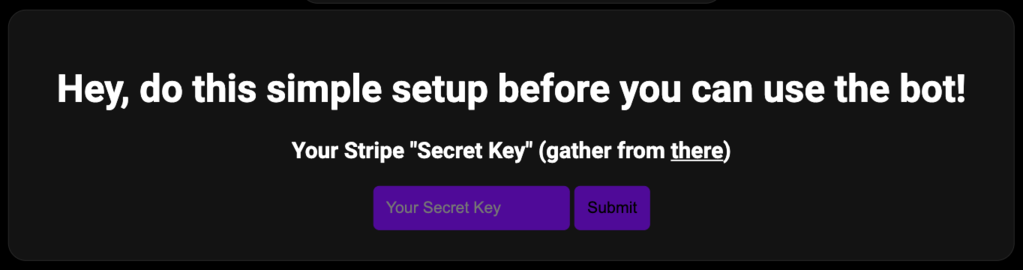 Hey, do this simple setup before you can use the bot!
Your Stripe "Secret Key" (gather from there)
Your Secret Key Submit